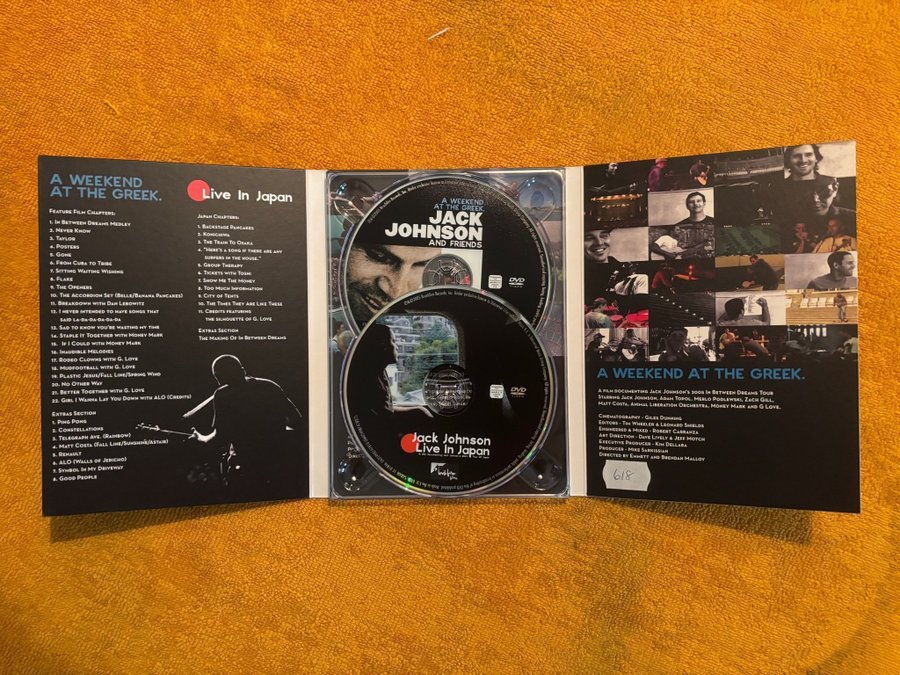 A WEEKEND
AT THE GREEK.
FEATURE FILM CHAPTERS:
1. IN BETWEEN DREAMS MEDLEY
2. NEVER KNOW
3. TAYLOR
4. POSTERS
5. GONE
6. FROM CUBA TO TRIBE
7. SITTING WAITING WISHING
8. FLAKE
9. THE OPENERS
10. THE ACCORDION SET (BELLE/BANANA PANCAKES)
11. BREAKDOWN WITH DAN LEBOWITZ
12. I NEVER INTENDED TO HAVE SONGS THAT
SAID LA-DA-DA-DA-DA-DA
13. SAD TO KNOW YOU'RE WASTING MY TIME
14. STAPLE IT TOGETHER WITH MONEY MARK
15. IF I COULD WITH MONEY MARK
16. INAUDIBLE MELODIES
17. RODEO CLOWNS WITH G. LOVE
18. MUDFOOTBALL WITH G. LOVE
19. PLASTIC JESUS/FALL LINE/SPRING WIND
20. NO OTHER WAY
21. BETTER TOGETHER WITH G. LOVE
22. GIRL I WANNA LAY YOU DOWN WITH ALO (CREDITS)
EXTRAS SECTION
1. PING PONG
2. CONSTELLATIONS
3. TELEGRAPH AVE. (RAINBOW)
4. MATT COSTA (FALL LINE/SUNSHINE/ASTAIR)
5. RENAULT
6. ALO (WALLS OF JERICHO)
7. SYMBOL IN MY DRIVEWAY
8. GOOD PEOPLE
Live In Japan
JAPAN CHAPTERS:
1. BACKSTAGE PANCAKES
2. KONICHIWA
3. THE TRAIN TO OSAKA
4. "HERE'S A SONG IF THERE ARE ANY
SURFERS IN THE HOUSE."
6. GROUP THERAPY
6. TICKETS WITH TOSHI
7. SHOW ME THE MONEY
8. TOO MUCH INFORMATION
9. CITY OF TENTS
10. THE TIMES THEY ARE LIKE THESE
11. CREDITS FEATURING
THE SILHOUETTE OF G. LOVE
EXTRAS SECTION
THE MAKING OF IN BETWEEN DREAMS
A WEEKEND
AT THE GREEK.
JACK
JOHNSON
AND FRIENDS
DVD
VIDEO
DVD
VIDEO
Jack Johnson
Live In Japan
A WEEKEND AT THE GREEK.
A FILM DOCUMENTING JACK JOHNSON'S 2005 IN BETWEEN DREAMS TOUR
STARRING JACK JOHNSON, ADAM TOPOL, MERLO PODLEWSKI, ZACH GILL,
MATT COSTA, ANIMAL LIBERATION ORCHESTRA, MONEY MARK AND G LOVE.
CINEMATOGRAPHY - GILES DUNNING
EDITORS - TIM WHEELER & LEONARD SHIELDS
ENGINEERED & MIXED - ROBERT CARRANZA
ART DIRECTION - DAVE LIVELY & JEFF MOTCH
EXECUTIVE PRODUCER - KIM DELLARA
PRODUCER - MIKE SARKISSIAN
DIRECTED BY EMMETT AND BRENDAN MALLOY
618